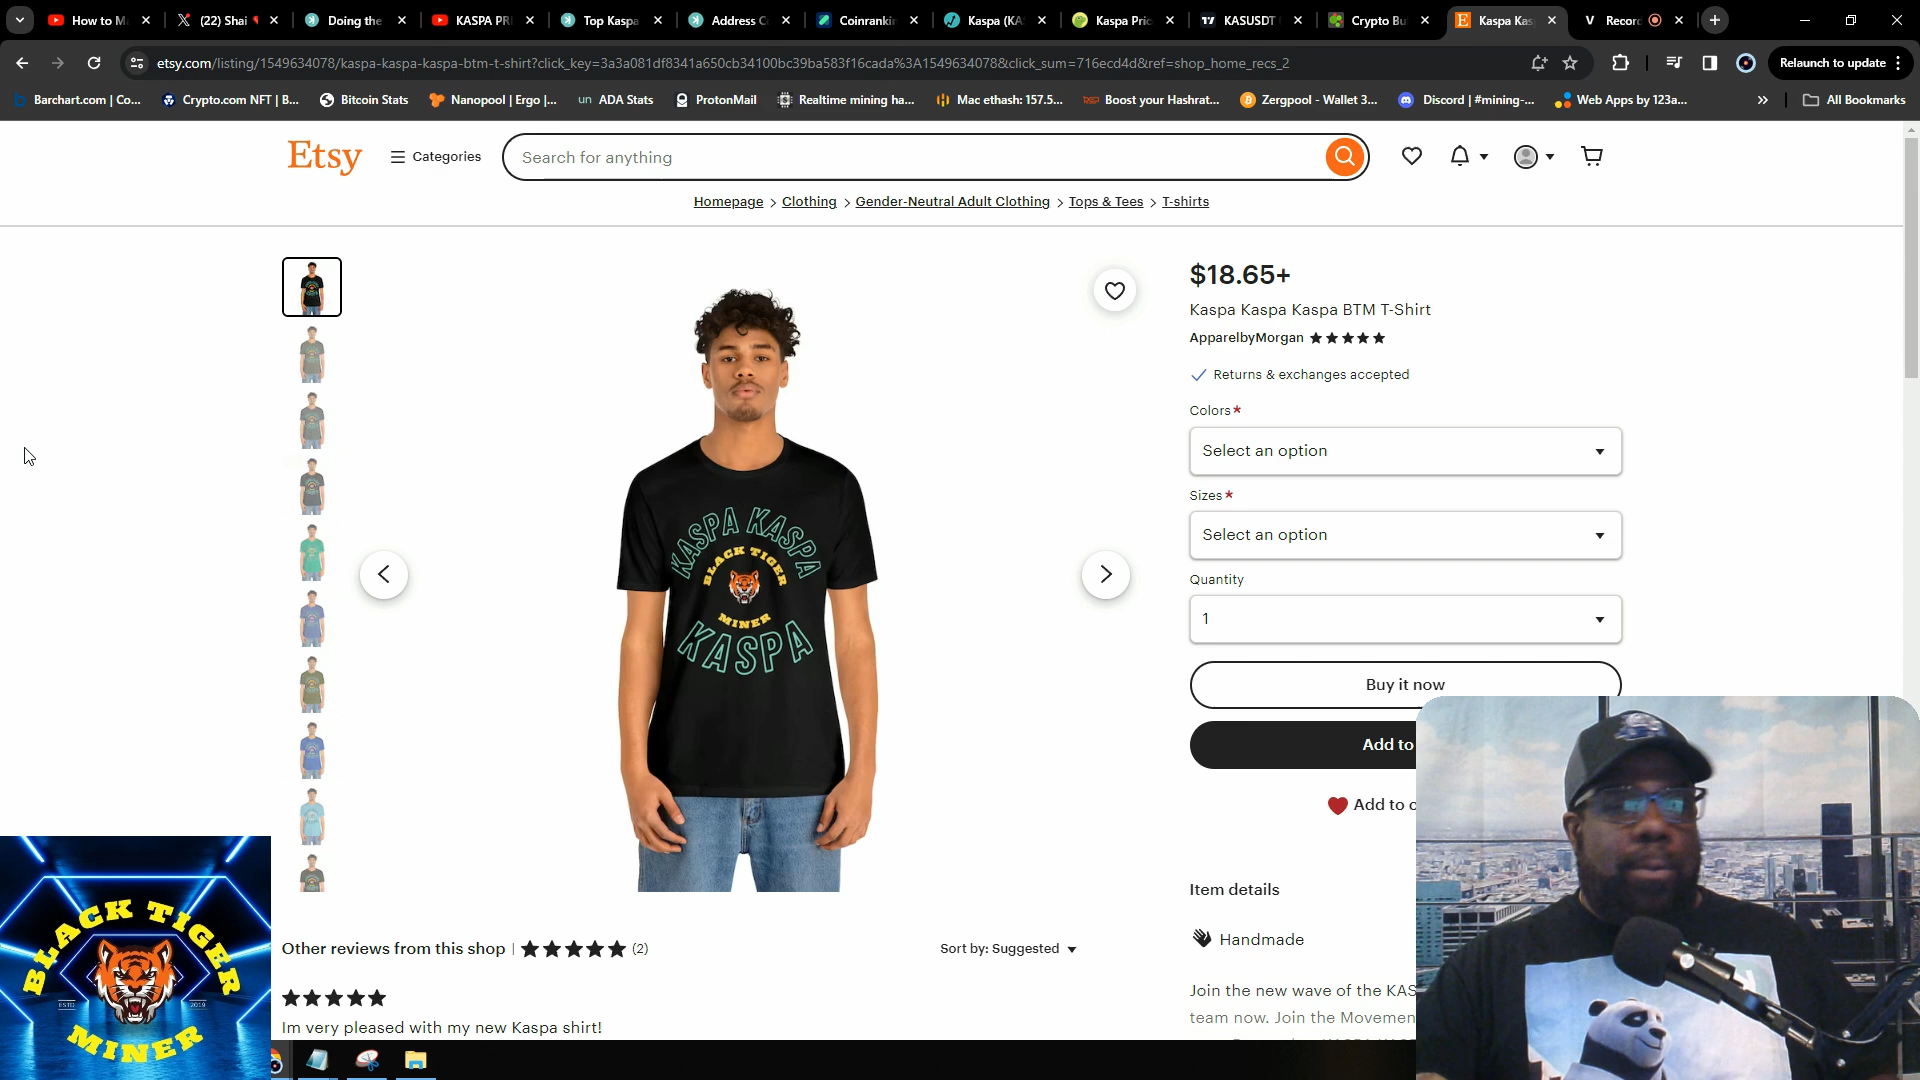 How to M
(22) Shai
Doing the
KASPA PR
Top Kaspa
Address C
Coinrankin
Kaspa (KA
Kaspa Pric
KASUSDT
Crypto Bu
Kaspa Kas
Record
etsy.com/listing/1549634078/kaspa-kaspa-kaspa-btm-t-shirt?click_key=3a3a081df8341a650cb34100bc39ba583f16cada%3A1549634078&click_sum=716ecd4d&ref=shop_home_recs_2
Relaunch to update
Barchart.com | Co...
Crypto.com NFT | B...
Bitcoin Stats
Nanopool | Ergo |...
ADA Stats
ProtonMail
Realtime mining ha...
Mac ethash: 157.5...
Boost your Hashrat...
Zergpool - Wallet 3...
Discord | #mining-...
Web Apps by 123a...
All Bookmarks
Etsy
Categories
Search for anything
Homepage > Clothing > Gender-Neutral Adult Clothing > Tops & Tees > T-shirts
$18.65+
Kaspa Kaspa Kaspa BTM T-Shirt
ApparelbyMorgan
Returns & exchanges accepted
Colors*
Select an option
Sizes*
Select an option
Quantity
1
Buy it now
Add to
Add to c
Item details
Handmade
Join the new wave of the KAS
team now. Join the Movemen
KASPA KASPA
BLACK TIGER
MINER
KASPA
Other reviews from this shop | (2)
Sort by: Suggested
Im very pleased with my new Kaspa shirt!
BLACK TIGER
ESTD 2019
MINER